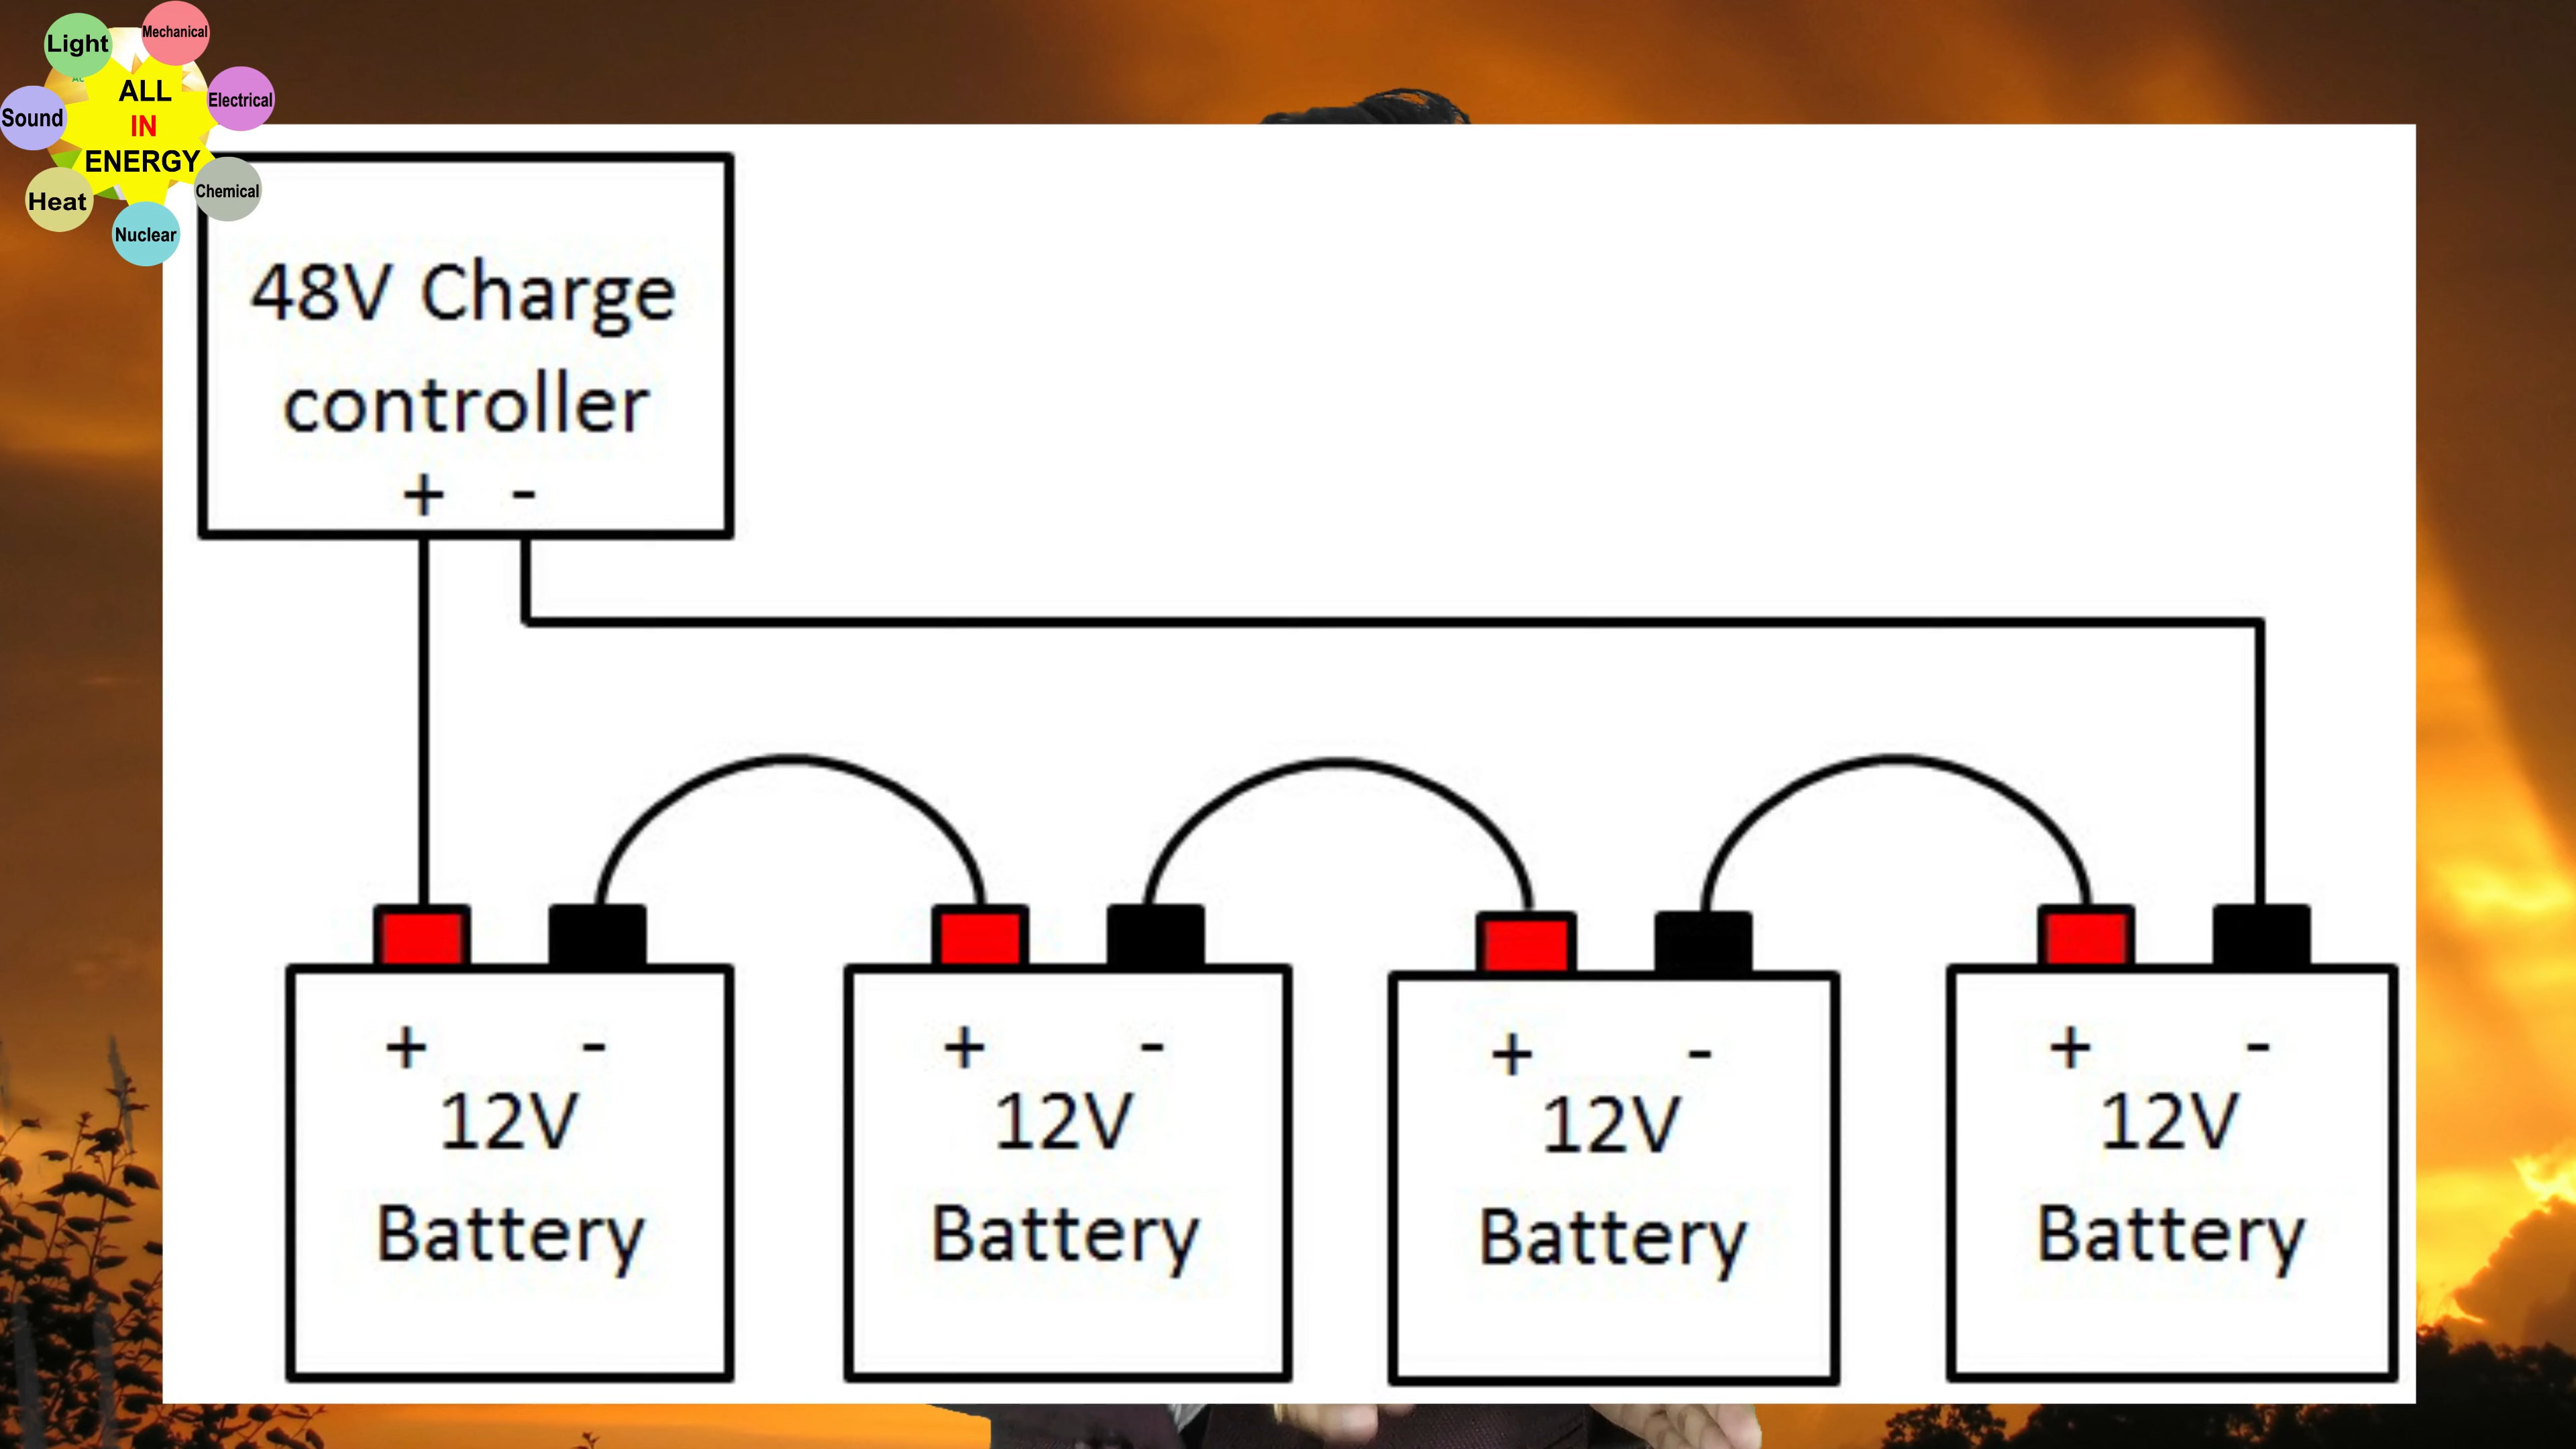 Light
Mechanical
ALL
IN
ENERGY
Electrical
Sound
Chemical
Heat
Nuclear
48V Charge
controller
+ -
+ -
12V
Battery
+ -
12V
Battery
+ -
12V
Battery
+ -
12V
Battery